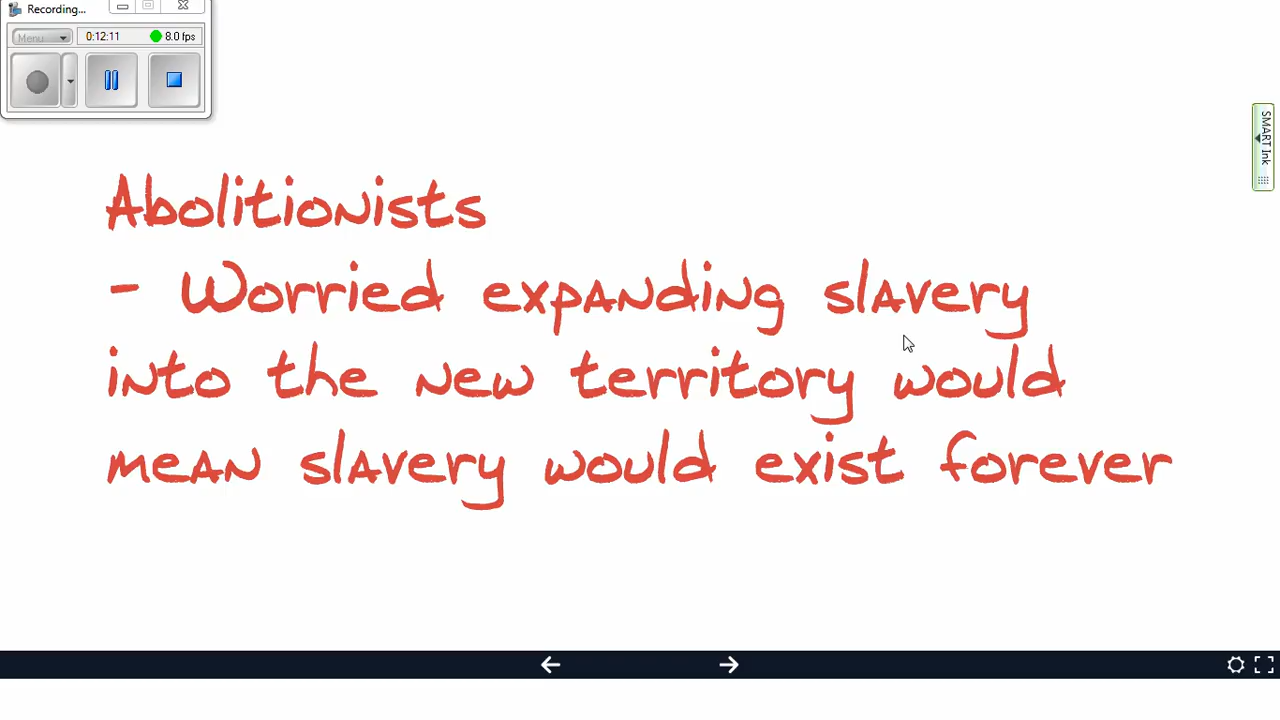 Recording...
Menu
0:12:11
8.0 fps
SMART Ink
Abolitionists
- Worried expanding slavery
into the new territory would
mean slavery would exist forever